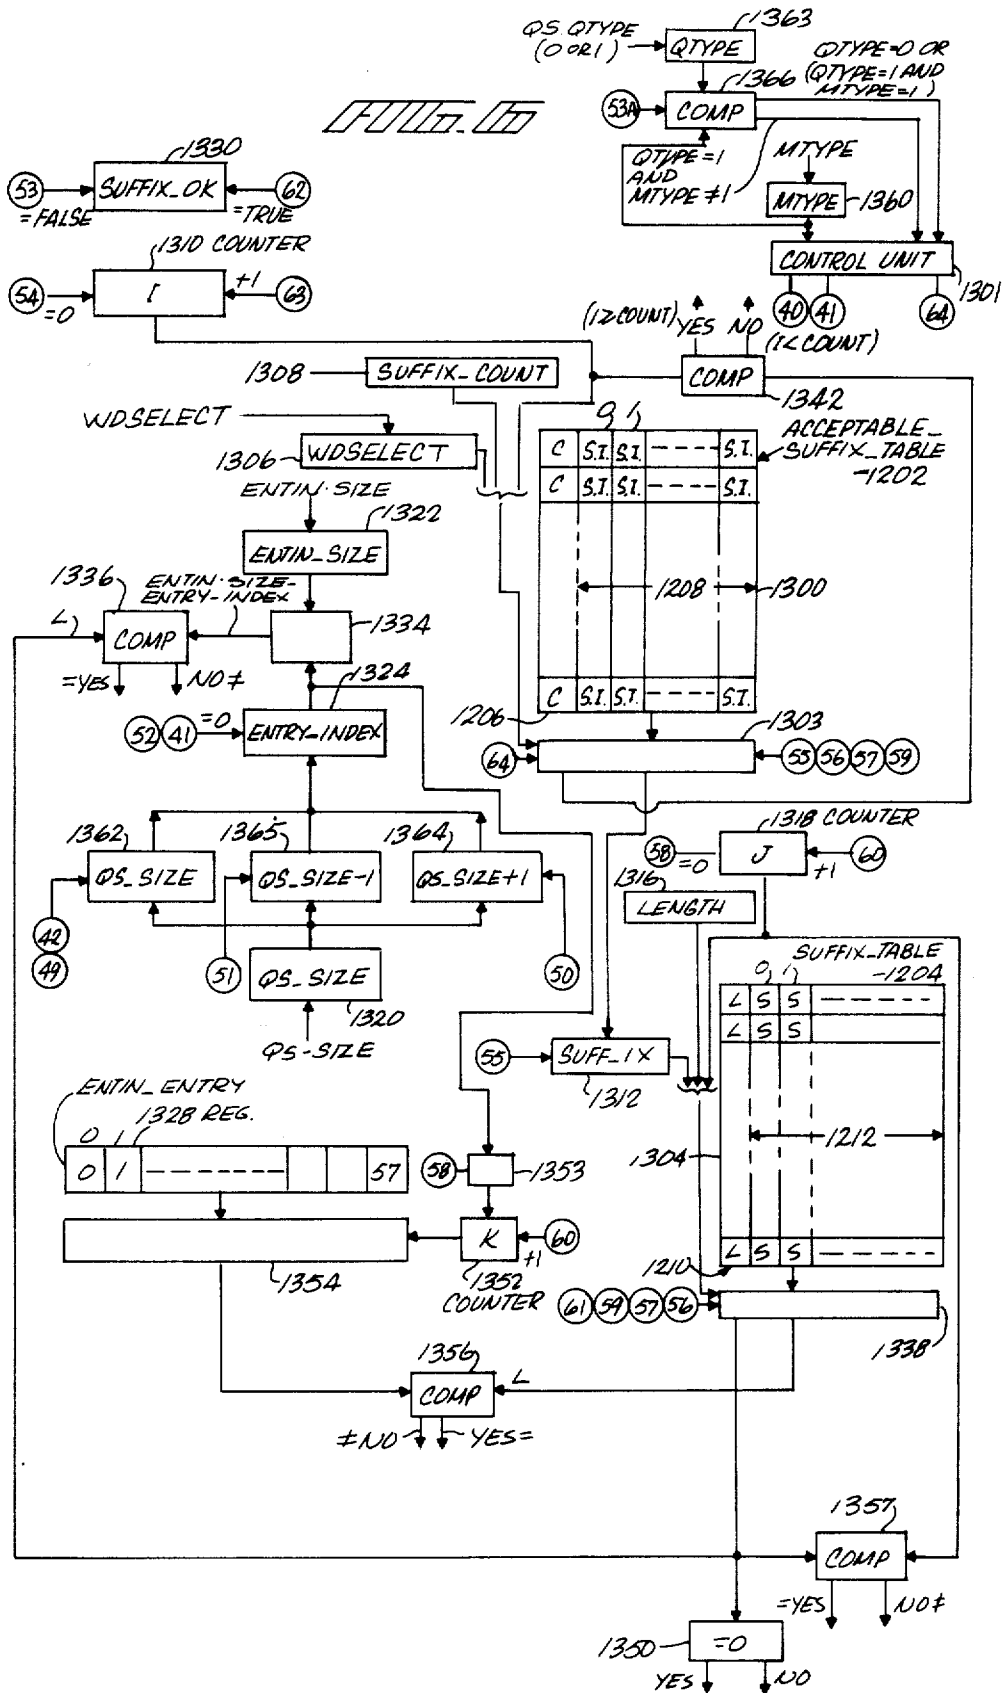 1363
QS.QTYPE
(0 OR 1)
QTYPE
QTYPE=0 OR
(QTYPE=1 AND
MTYPE=1)
1366
FIG. 6
53A
COMP
QTYPE=1
AND
MTYPE≠1
MTYPE
MTYPE
1360
1330
53
SUFFIX_OK
62
=FALSE
=TRUE
1310 COUNTER
CONTROL UNIT
1301
54
=0
I
+1
63
40
41
64
(I≥COUNT)
YES
NO
(I<COUNT)
1308
SUFFIX_COUNT
COMP
1342
WDSELECT
0
1
ACCEPTABLE_
SUFFIX_TABLE
-1202
1306
WDSELECT
C S.I. S.I. ---- S.I.
C S.I. S.I. ---- S.I.
ENTIN.SIZE
1322
ENTIN_SIZE
1208
1300
1336
ENTIN.SIZE-
ENTRY-INDEX
L
COMP
1334
=YES
NO≠
1324
C S.I. S.I. ---- S.I.
1206
1303
52
41
=0
ENTRY_INDEX
64
55
56
57
59
1318 COUNTER
1362
1365
1364
58
=0
J
+1
60
QS_SIZE
QS_SIZE-1
QS_SIZE+1
1316
LENGTH
42
49
51
50
SUFFIX_TABLE
-1204
QS_SIZE
0
1
1320
QS-SIZE
L S S -----
L S S
55
SUFF_IX
1312
ENTIN_ENTRY
1328 REG.
0
1
0 1 ------- 57
1212
1304
58
1353
K
+1
60
1354
1352
COUNTER
L S S -----
1210
61
59
57
56
1338
1356
COMP
L
≠NO
YES=
1357
COMP
=YES
NO≠
1350
=0
YES
NO